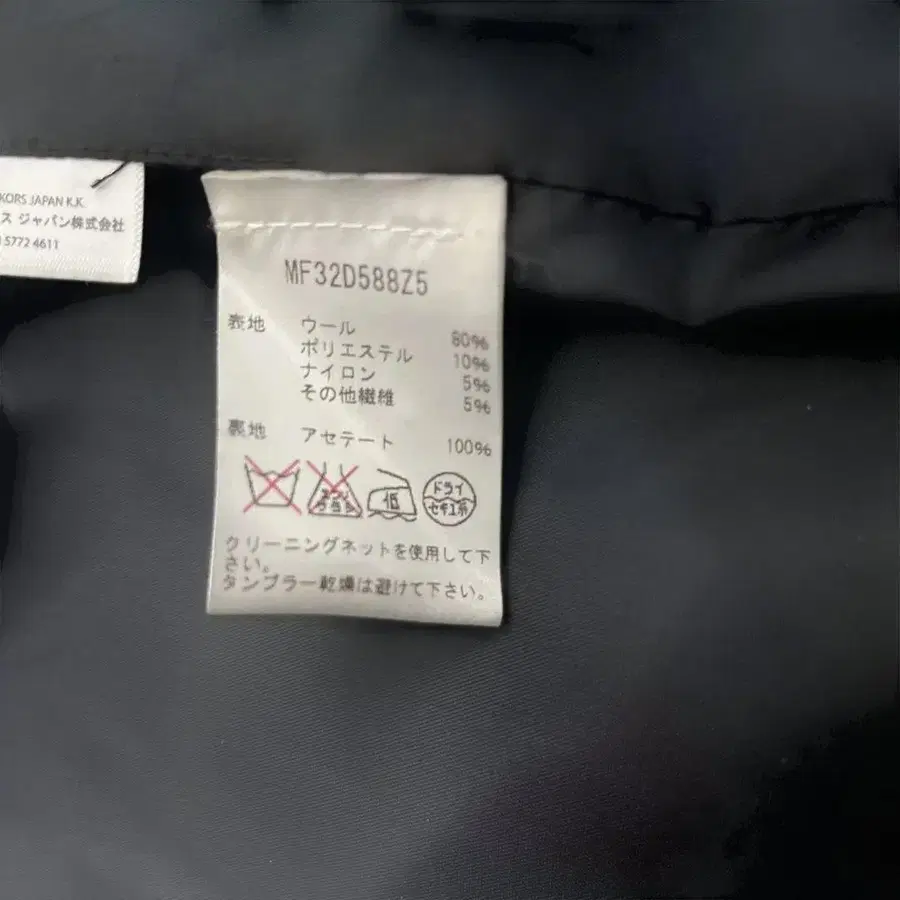 KORS JAPAN K.K.
ス ジャパン株式会社
5772 4611
MF32D588Z5
表地 ウール 80%
ポリエステル 10%
ナイロン 5%
その他繊維 5%
裏地 アセテート 100%
低
ドライ
セキユ系
クリーニングネットを使用して下
さい。
タンブラー乾燥は避けて下さい。